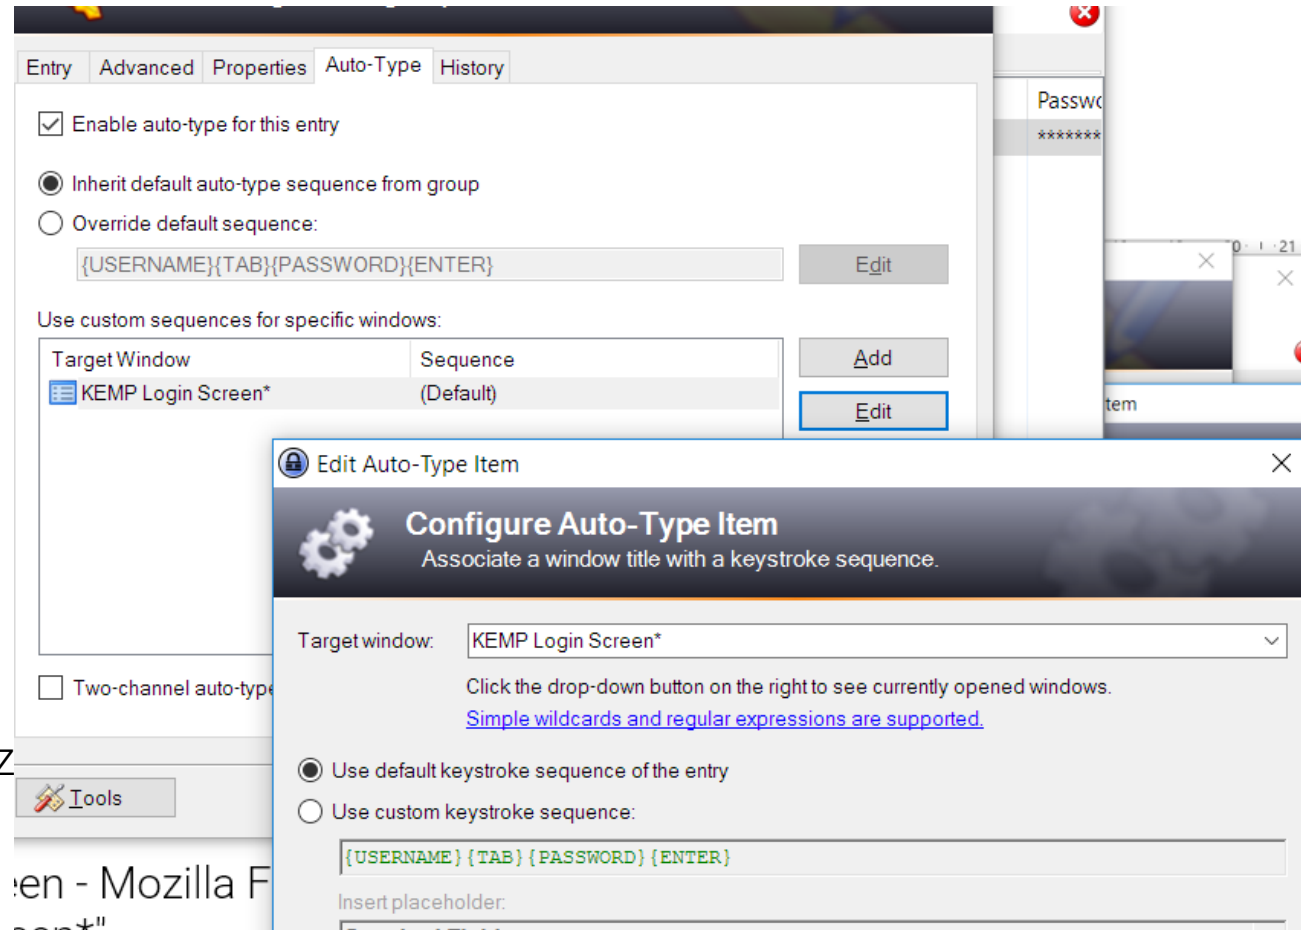 Entry Advanced Properties Auto-Type History
Passwo
Enable auto-type for this entry
*******
Inherit default auto-type sequence from group
Override default sequence:
{USERNAME}{TAB}{PASSWORD}{ENTER}
Edit
21
Use custom sequences for specific windows:
Target Window Sequence
Add
KEMP Login Screen* (Default)
Edit
tem
Edit Auto-Type Item
Configure Auto-Type Item
Associate a window title with a keystroke sequence.
Target window: KEMP Login Screen*
Click the drop-down button on the right to see currently opened windows.
Simple wildcards and regular expressions are supported.
Two-channel auto-type
Use default keystroke sequence of the entry
Tools
Use custom keystroke sequence:
{USERNAME}{TAB}{PASSWORD}{ENTER}
een - Mozilla F
Insert placeholder: